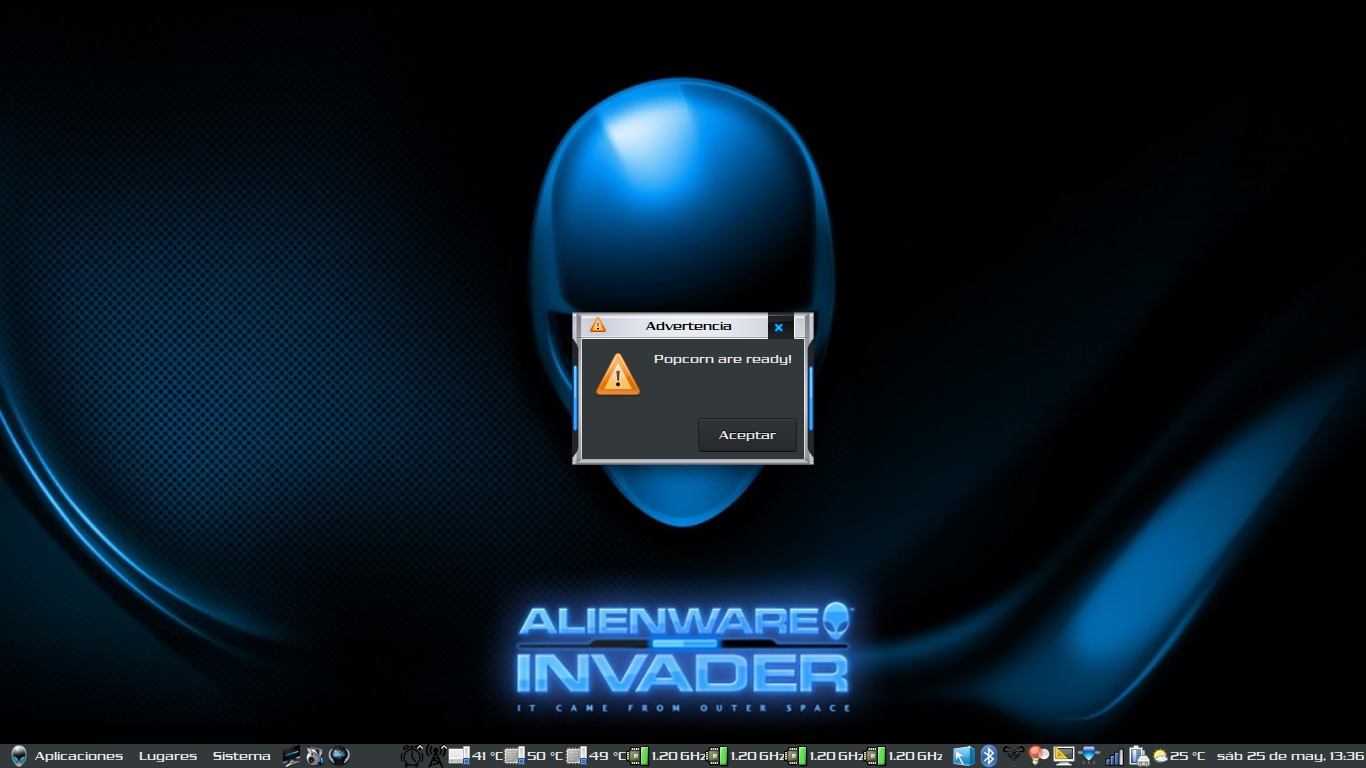 Advertencia
Popcorn are ready!
Aceptar
ALIENWARE
INVADER
IT CAME FROM OUTER SPACE
Aplicaciones Lugares Sistema 41 °C 50 °C 49 °C 1.20 GHz 1.20 GHz 1.20 GHz 1.20 GHz 25 °C sáb 25 de may, 13:36